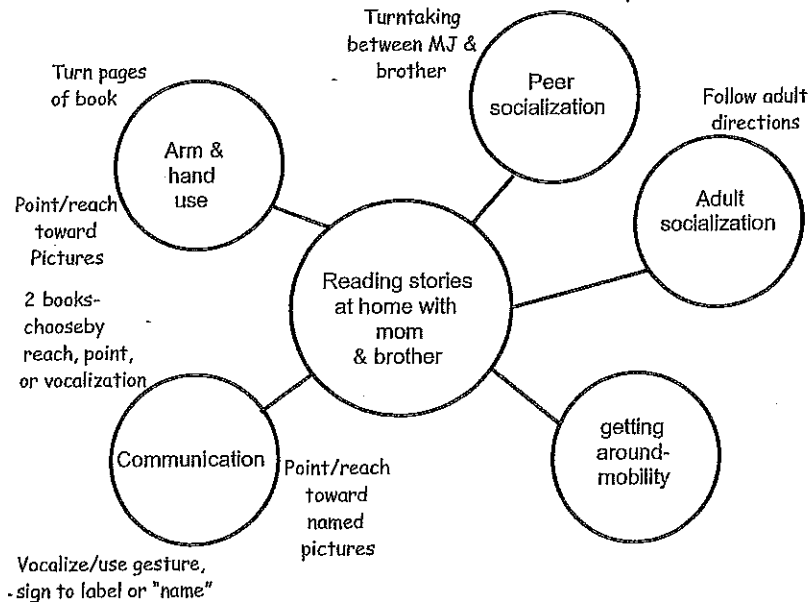 Turntaking
between MJ &
brother
Peer
socialization
Turn pages
of book
Arm &
hand
use
Follow adult
directions
Adult
socialization
Point/reach
toward
Pictures
Reading stories
at home with
mom
& brother
2 books-
chooseby
reach, point,
or vocalization
Communication
Point/reach
toward
named
pictures
getting
around-
mobility
Vocalize/use gesture,
sign to label or "name"